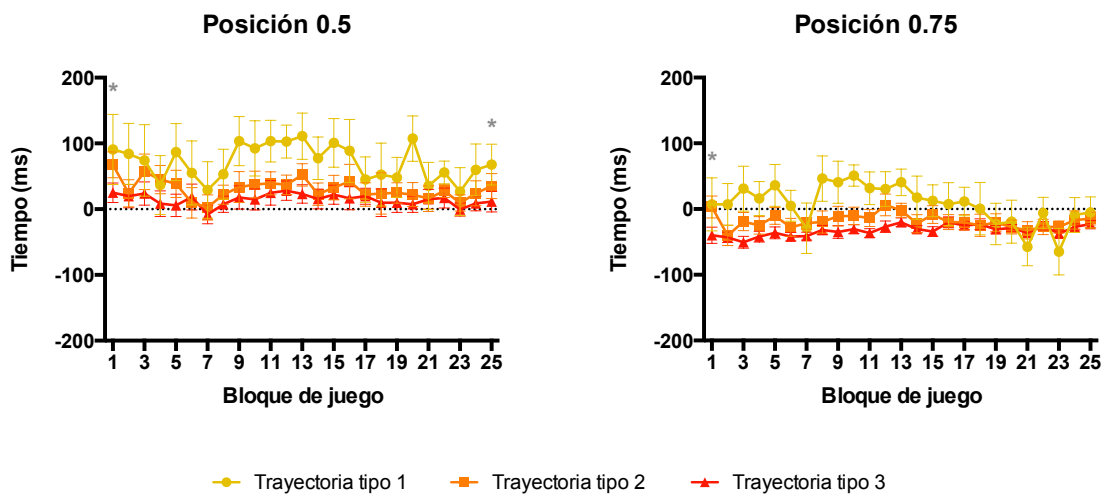 Posición 0.5
Posición 0.75
*
*
*
Tiempo (ms)
200
100
0
-100
-200
1 3 5 7 9 11 13 15 17 19 21 23 25
Bloque de juego
Tiempo (ms)
200
100
0
-100
-200
1 3 5 7 9 11 13 15 17 19 21 23 25
Bloque de juego
Trayectoria tipo 1 Trayectoria tipo 2 Trayectoria tipo 3